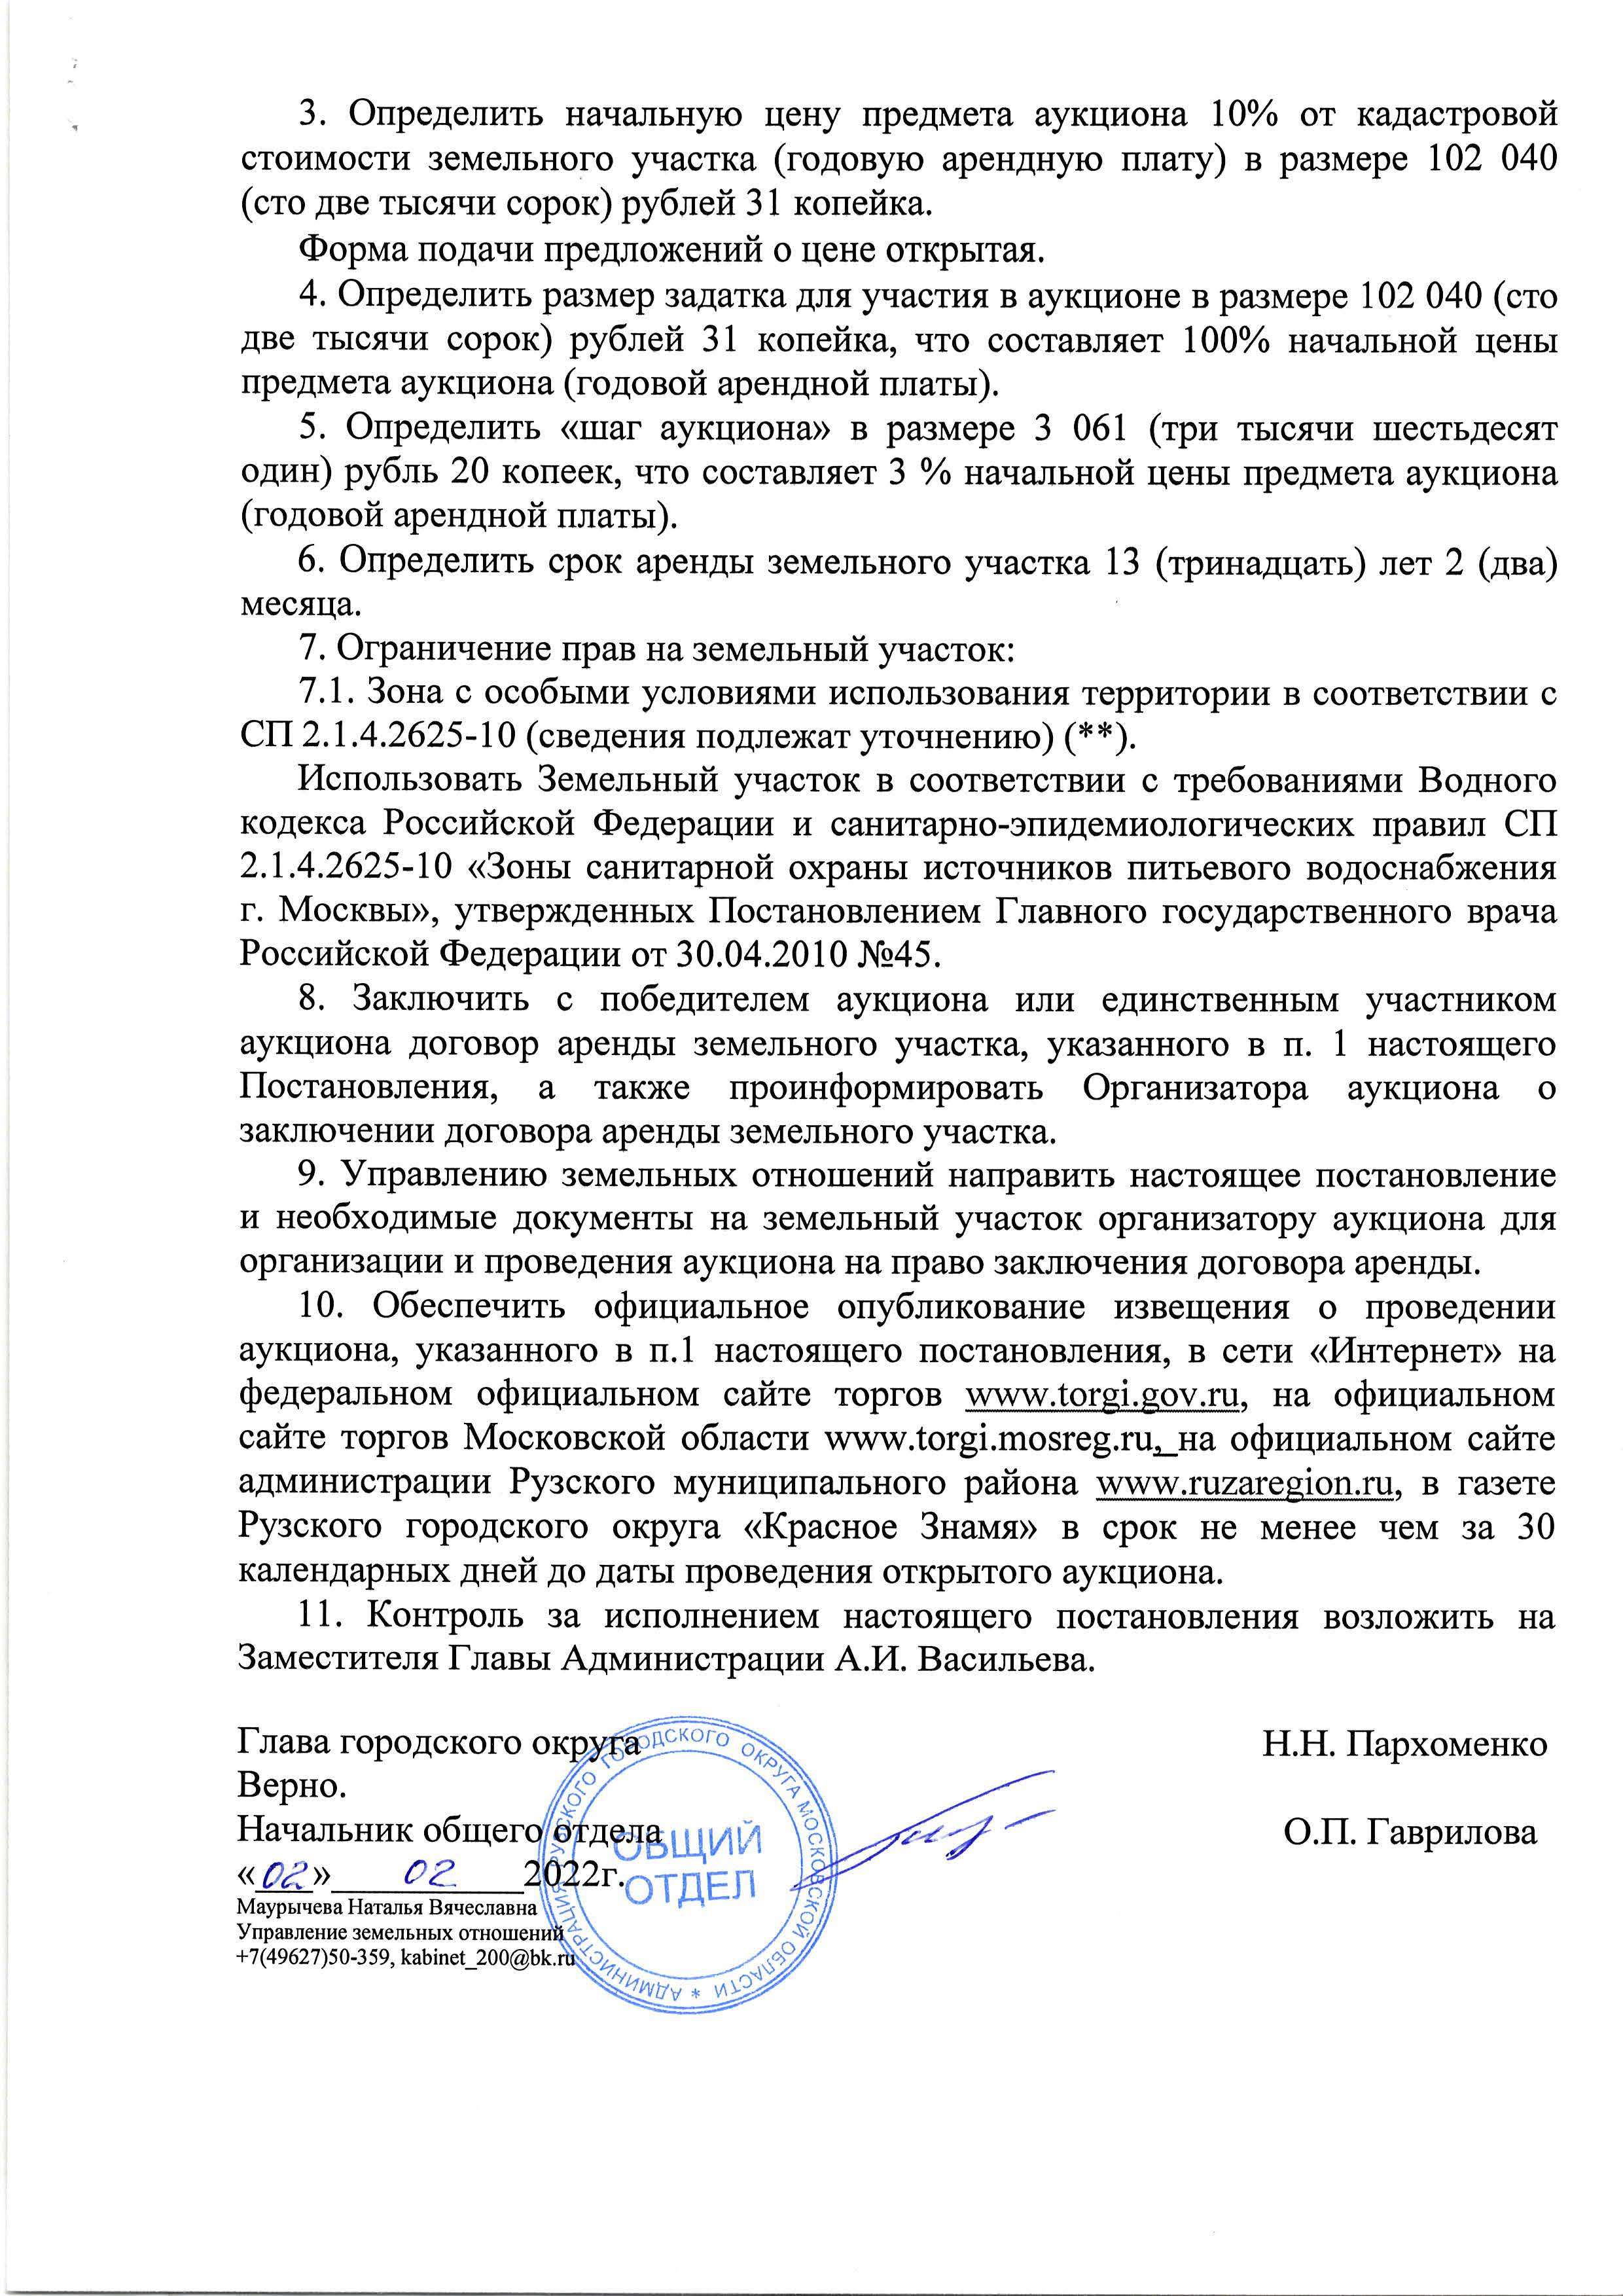 3. Определить начальную цену предмета аукциона 10% от кадастровой
стоимости земельного участка (годовую арендную плату) в размере 102 040
(сто две тысячи сорок) рублей 31 копейка.
Форма подачи предложений о цене открытая.
4. Определить размер задатка для участия в аукционе в размере 102 040 (сто
две тысячи сорок) рублей 31 копейка, что составляет 100% начальной цены
предмета аукциона (годовой арендной платы).
5. Определить «шаг аукциона» в размере 3 061 (три тысячи шестьдесят
один) рубль 20 копеек, что составляет 3 % начальной цены предмета аукциона
(годовой арендной платы).
6. Определить срок аренды земельного участка 13 (тринадцать) лет 2 (два)
месяца.
7. Ограничение прав на земельный участок:
7.1. Зона с особыми условиями использования территории в соответствии с
СП 2.1.4.2625-10 (сведения подлежат уточнению) (**).
Использовать Земельный участок в соответствии с требованиями Водного
кодекса Российской Федерации и санитарно-эпидемиологических правил СП
2.1.4.2625-10 «Зоны санитарной охраны источников питьевого водоснабжения
г. Москвы», утвержденных Постановлением Главного государственного врача
Российской Федерации от 30.04.2010 №45.
8. Заключить с победителем аукциона или единственным участником
аукциона договор аренды земельного участка, указанного в п. 1 настоящего
Постановления, а также проинформировать Организатора аукциона о
заключении договора аренды земельного участка.
9. Управлению земельных отношений направить настоящее постановление
и необходимые документы на земельный участок организатору аукциона для
организации и проведения аукциона на право заключения договора аренды.
10. Обеспечить официальное опубликование извещения о проведении
аукциона, указанного в п.1 настоящего постановления, в сети «Интернет» на
федеральном официальном сайте торгов www.torgi.gov.ru, на официальном
сайте торгов Московской области www.torgi.mosreg.ru, на официальном сайте
администрации Рузского муниципального района www.ruzaregion.ru, в газете
Рузского городского округа «Красное Знамя» в срок не менее чем за 30
календарных дней до даты проведения открытого аукциона.
11. Контроль за исполнением настоящего постановления возложить на
Заместителя Главы Администрации А.И. Васильева.
Глава городского округа Н.Н. Пархоменко
Верно.
Начальник общего отдела О.П. Гаврилова
«02» 02 2022г.
Маурычева Наталья Вячеславна
Управление земельных отношений
+7(49627)50-359, kabinet_200@bk.ru
АДМИНИСТРАЦИЯ РУЗСКОГО ГОРОДСКОГО ОКРУГА МОСКОВСКОЙ ОБЛАСТИ *
ОБЩИЙ
ОТДЕЛ